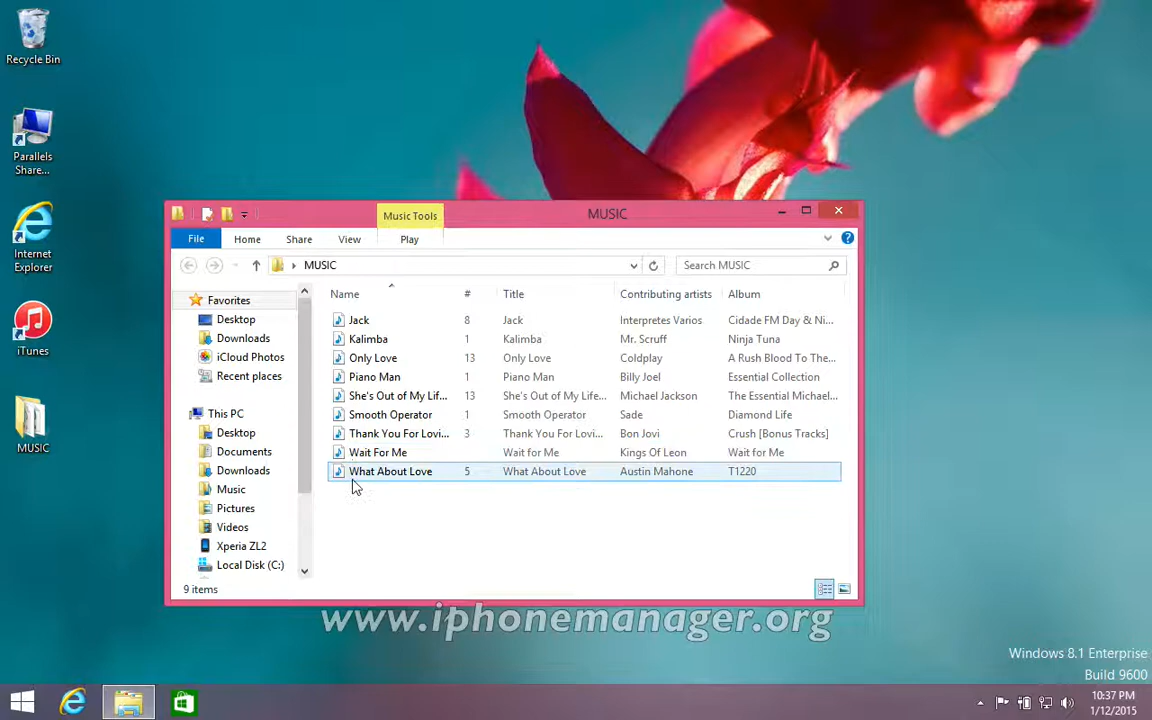 Recycle Bin
Parallels
Share...
Internet
Explorer
iTunes
MUSIC
Music Tools
MUSIC
File Home Share View Play
MUSIC
Search MUSIC
Favorites
Desktop
Downloads
iCloud Photos
Recent places
This PC
Desktop
Documents
Downloads
Music
Pictures
Videos
Xperia ZL2
Local Disk (C:)
Name # Title Contributing artists Album
Jack 8 Jack Interpretes Varios Cidade FM Day & Ni...
Kalimba 1 Kalimba Mr. Scruff Ninja Tuna
Only Love 13 Only Love Coldplay A Rush Blood To The...
Piano Man 1 Piano Man Billy Joel Essential Collection
She's Out of My Lif... 13 She's Out of My Life... Michael Jackson The Essential Michael...
Smooth Operator 1 Smooth Operator Sade Diamond Life
Thank You For Lovi... 3 Thank You For Lovi... Bon Jovi Crush [Bonus Tracks]
Wait For Me Wait for Me Kings Of Leon Wait for Me
What About Love 5 What About Love Austin Mahone T1220
9 items
www.iphonemanager.org
Windows 8.1 Enterprise
Build 9600
10:37 PM
1/12/2015